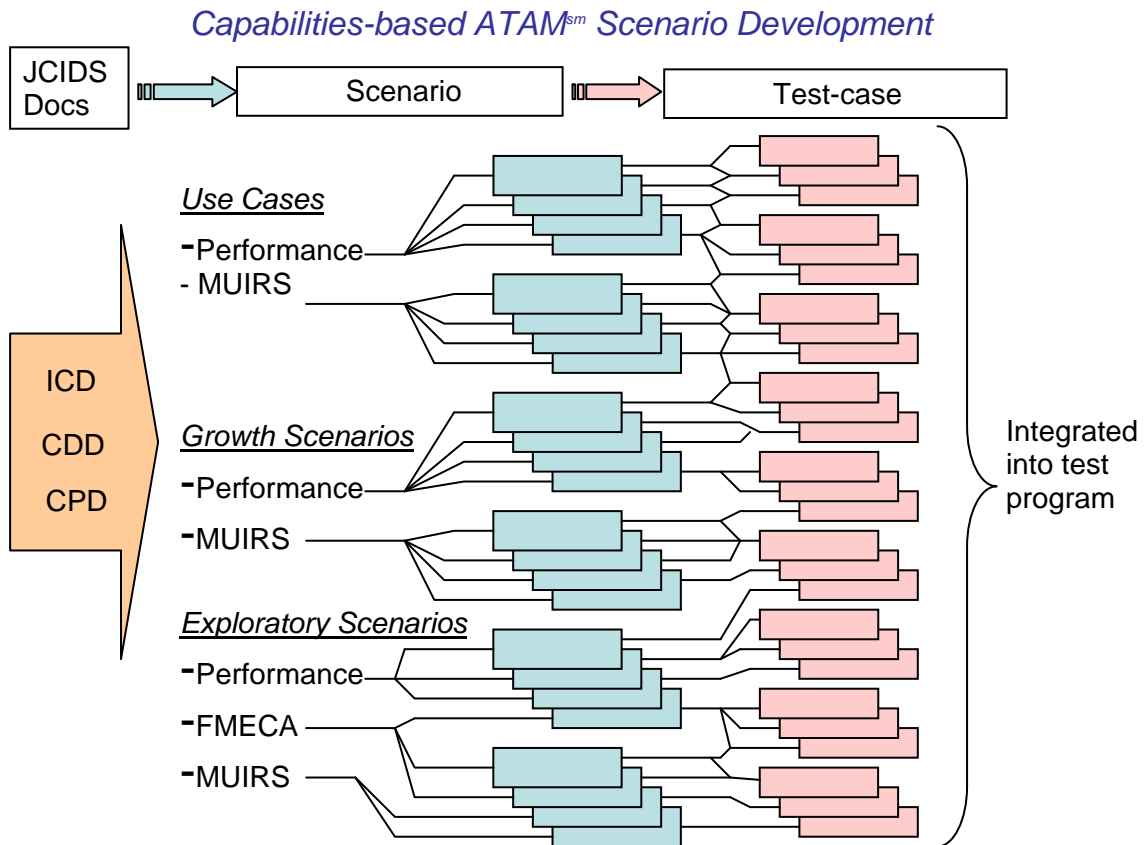 Capabilities-based ATAMsm Scenario Development
JCIDS
Docs
Scenario
Test-case
Use Cases
-Performance
- MUIRS
ICD
CDD
CPD
Growth Scenarios
-Performance
-MUIRS
Integrated
into test
program
Exploratory Scenarios
-Performance
-FMECA
-MUIRS